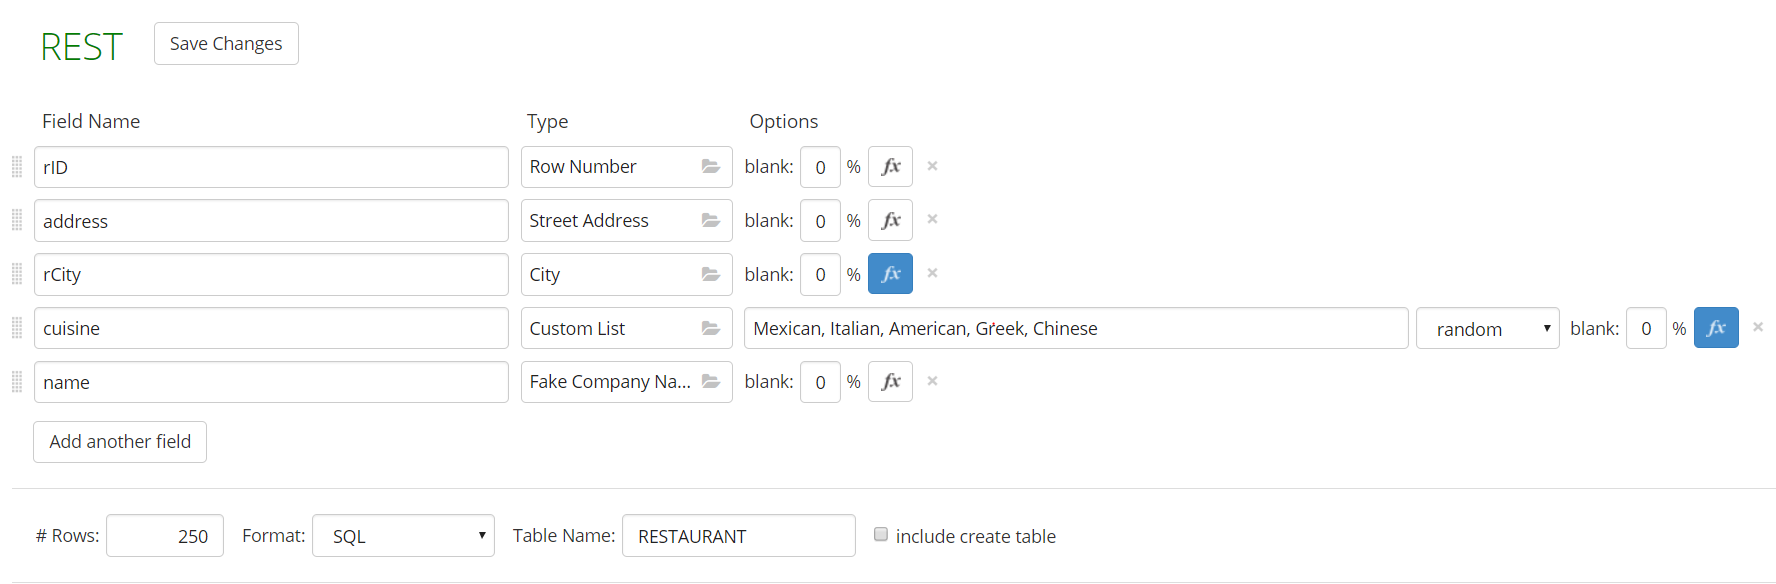 REST Save Changes
Field Name Type Options
rID Row Number blank: 0 % fx ×
address Street Address blank: 0 % fx ×
rCity City blank: 0 % fx ×
cuisine Custom List Mexican, Italian, American, Greek, Chinese random blank: 0 % fx ×
name Fake Company Na... blank: 0 % fx ×
Add another field
# Rows: 250 Format: SQL Table Name: RESTAURANT include create table